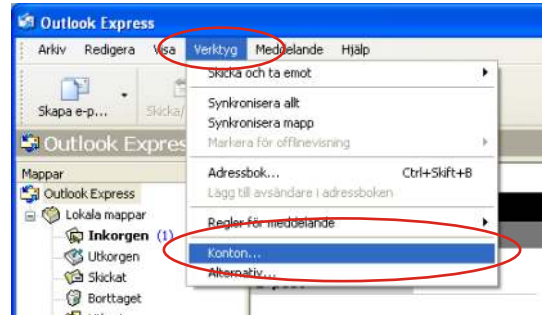 Outlook Express
Arkiv Redigera Visa Verktyg Meddelande Hjälp
Skicka och ta emot
Skapa e-p... Skicka/
Synkronisera allt
Synkronisera mapp
Markera för offlinevisning
Outlook Expres
Mappar
Adressbok... Ctrl+Skift+B
Outlook Express
Lägg till avsändare i adressboken
Lokala mappar
Regler för meddelande
Inkorgen (1)
Utkorgen
Konton...
Skickat
Alternativ...
Borttaget